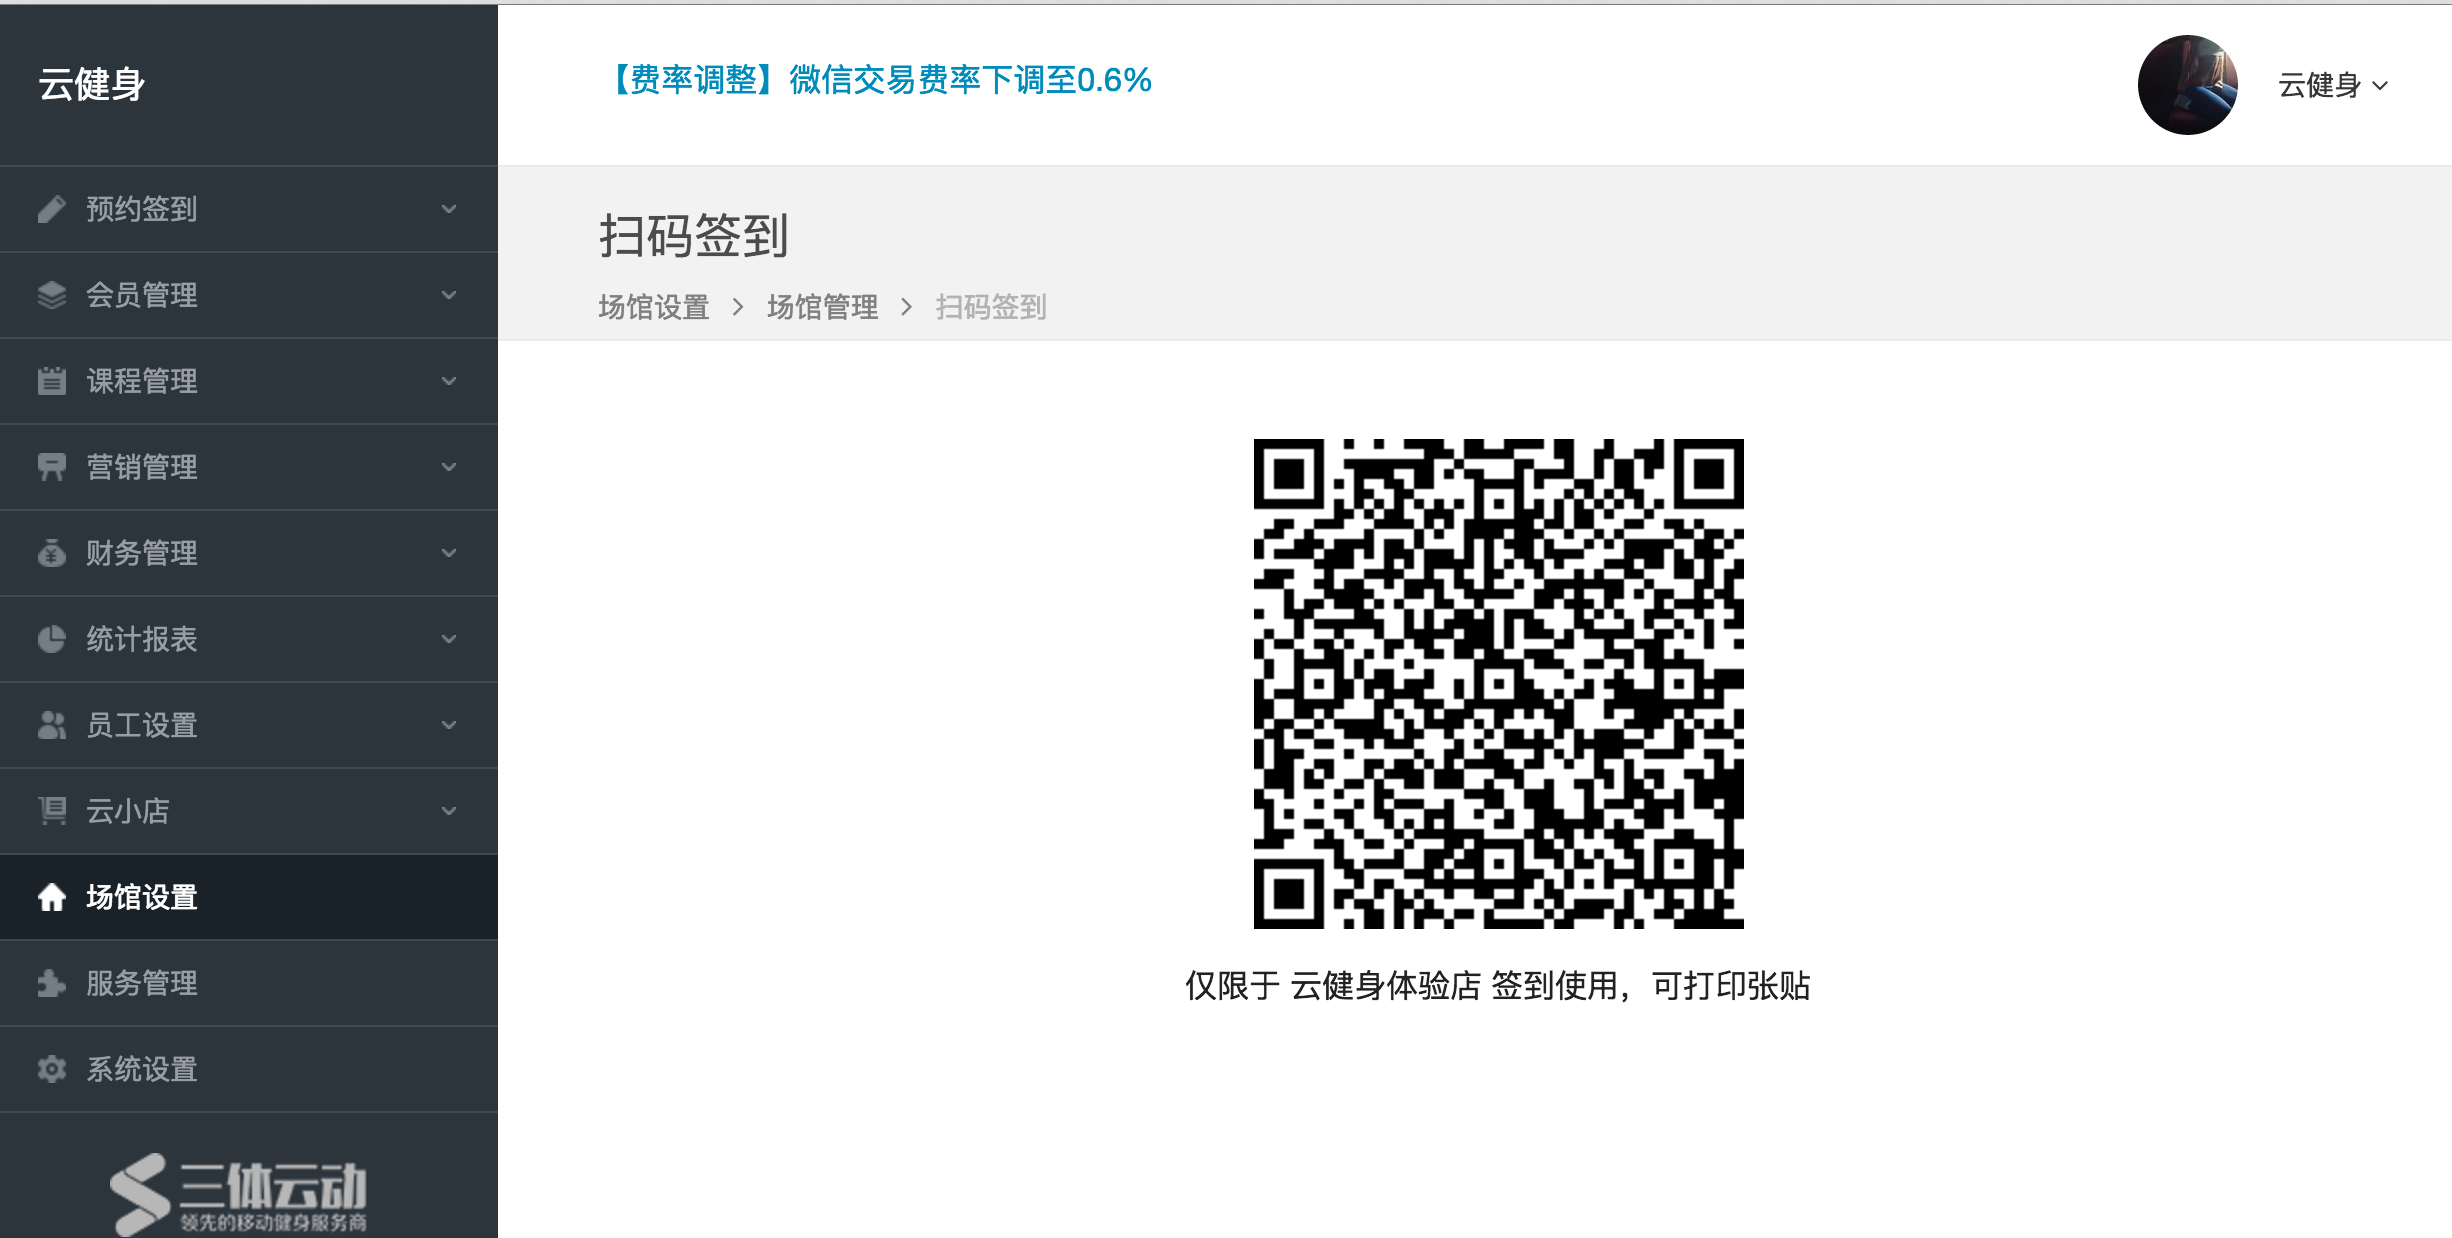 云健身
【费率调整】微信交易费率下调至0.6%
云健身
预约签到
会员管理
课程管理
营销管理
财务管理
统计报表
员工设置
云小店
场馆设置
服务管理
系统设置
三体云动
领先的移动健身服务商
扫码签到
场馆设置 > 场馆管理 > 扫码签到
仅限于 云健身体验店 签到使用，可打印张贴